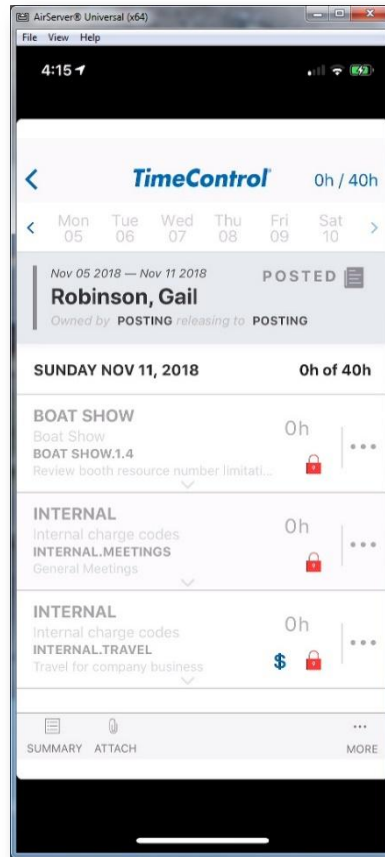 AirServer® Universal (x64)
File View Help
4:15
TimeControl 0h / 40h
Mon Tue Wed Thu Fri Sat
05 06 07 08 09 10
Nov 05 2018 — Nov 11 2018 POSTED
Robinson, Gail
Owned by POSTING releasing to POSTING
SUNDAY NOV 11, 2018 0h of 40h
BOAT SHOW 0h
Boat Show
BOAT SHOW.1.4
Review booth resource number limitati...
INTERNAL 0h
Internal charge codes
INTERNAL.MEETINGS
General Meetings
INTERNAL 0h
Internal charge codes
INTERNAL.TRAVEL $
Travel for company business
SUMMARY ATTACH MORE